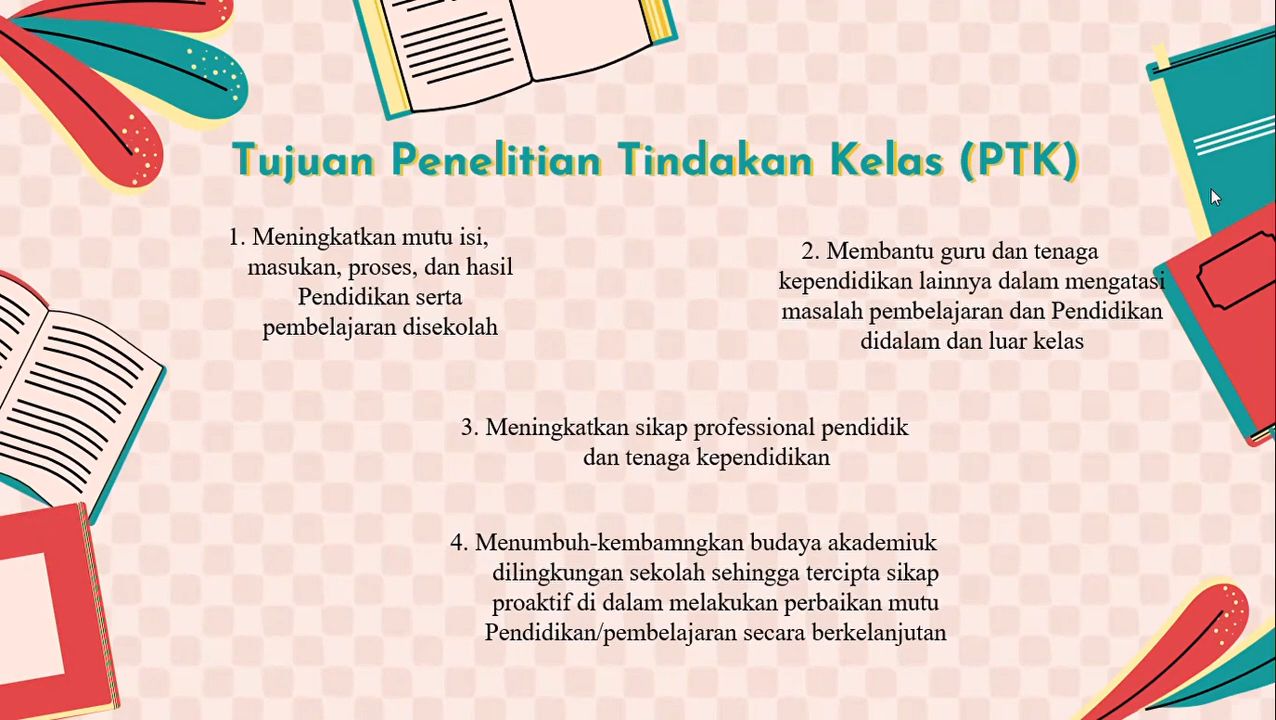 Tujuan Penelitian Tindakan Kelas (PTK)
1. Meningkatkan mutu isi,
masukan, proses, dan hasil
Pendidikan serta
pembelajaran disekolah
2. Membantu guru dan tenaga
kependidikan lainnya dalam mengatasi
masalah pembelajaran dan Pendidikan
didalam dan luar kelas
3. Meningkatkan sikap professional pendidik
dan tenaga kependidikan
4. Menumbuh-kembamngkan budaya akademiuk
dilingkungan sekolah sehingga tercipta sikap
proaktif di dalam melakukan perbaikan mutu
Pendidikan/pembelajaran secara berkelanjutan